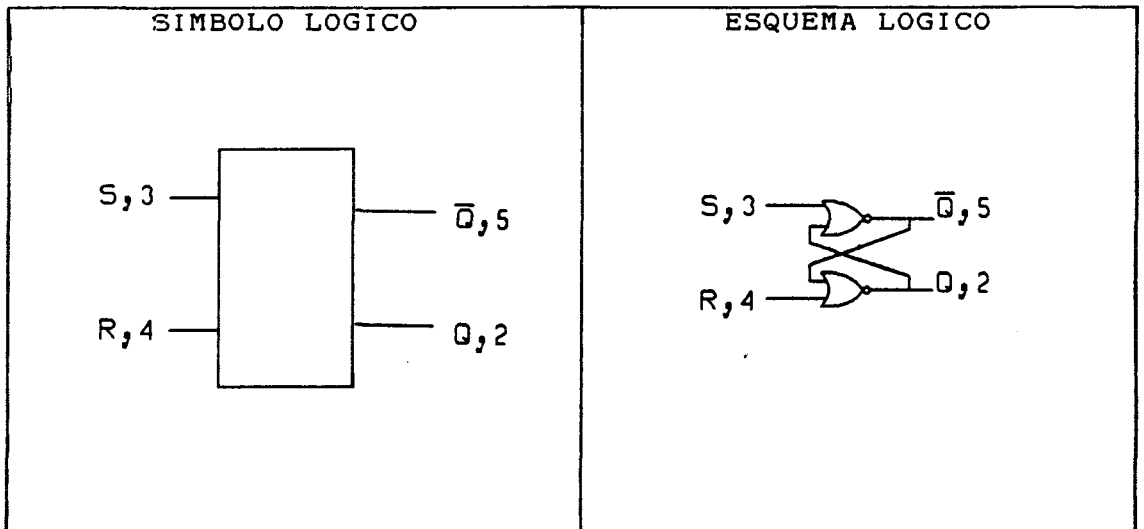 SIMBOLO LOGICO
S,3
Q̅,5
R,4
Q,2
ESQUEMA LOGICO
S,3
Q̅,5
Q,2
R,4